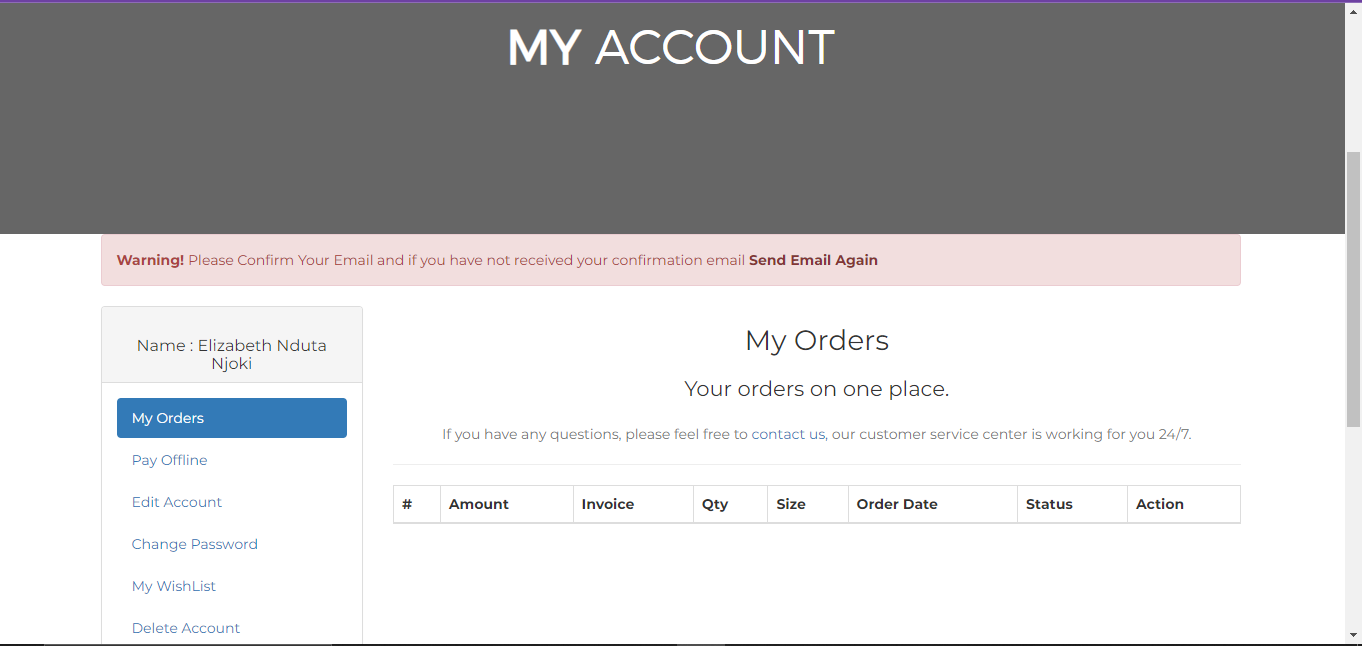 MY ACCOUNT
Warning! Please Confirm Your Email and if you have not received your confirmation email Send Email Again
Name : Elizabeth Nduta
Njoki
My Orders
Pay Offline
Edit Account
Change Password
My WishList
Delete Account
My Orders
Your orders on one place.
If you have any questions, please feel free to contact us, our customer service center is working for you 24/7.
# Amount Invoice Qty Size Order Date Status Action